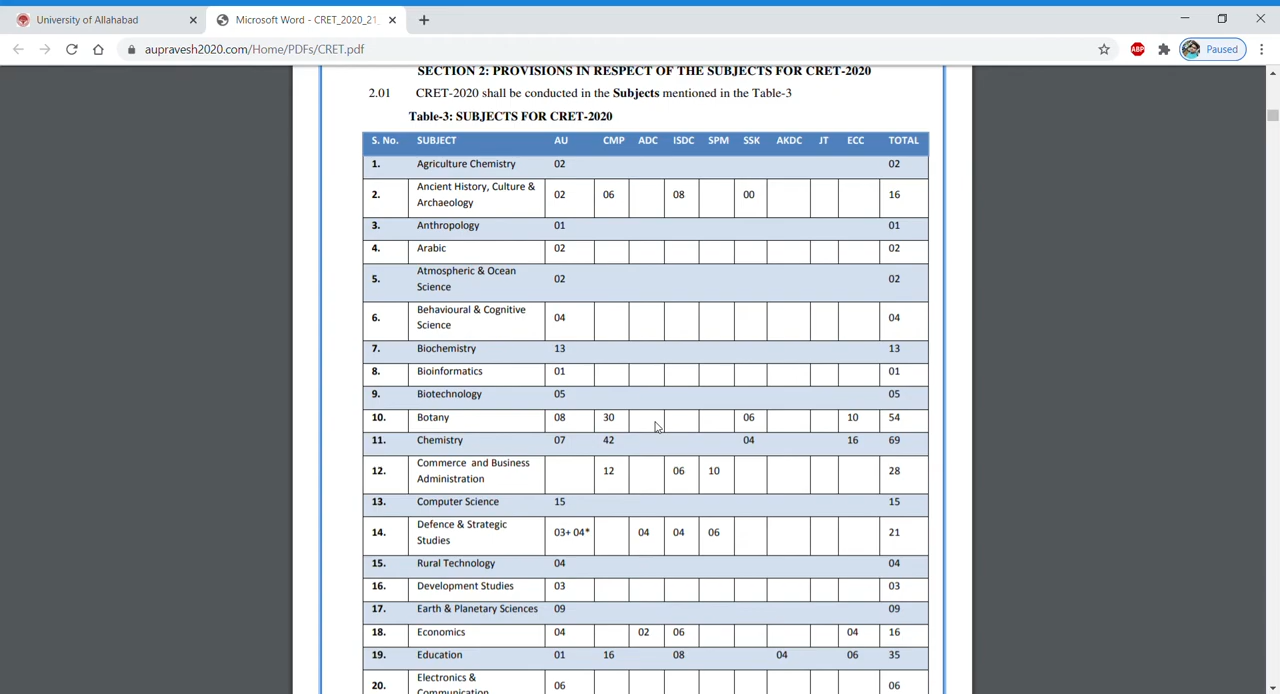 University of Allahabad
Microsoft Word - CRET_2020_21_
aupravesh2020.com/Home/PDFs/CRET.pdf
ABP
Paused
SECTION 2: PROVISIONS IN RESPECT OF THE SUBJECTS FOR CRET-2020
2.01 CRET-2020 shall be conducted in the Subjects mentioned in the Table-3
Table-3: SUBJECTS FOR CRET-2020
S. No. SUBJECT AU CMP ADC ISDC SPM SSK AKDC JT ECC TOTAL
1. Agriculture Chemistry 02 02
2. Ancient History, Culture &
Archaeology 02 06 08 00 16
3. Anthropology 01 01
4. Arabic 02 02
5. Atmospheric & Ocean
Science 02 02
6. Behavioural & Cognitive
Science 04 04
7. Biochemistry 13 13
8. Bioinformatics 01 01
9. Biotechnology 05 05
10. Botany 08 30 06 10 54
11. Chemistry 07 42 04 16 69
12. Commerce and Business
Administration 12 06 10 28
13. Computer Science 15 15
14. Defence & Strategic
Studies 03+ 04* 04 04 06 21
15. Rural Technology 04 04
16. Development Studies 03 03
17. Earth & Planetary Sciences 09 09
18. Economics 04 02 06 04 16
19. Education 01 16 08 04 06 35
20. Electronics &
Communication 06 06